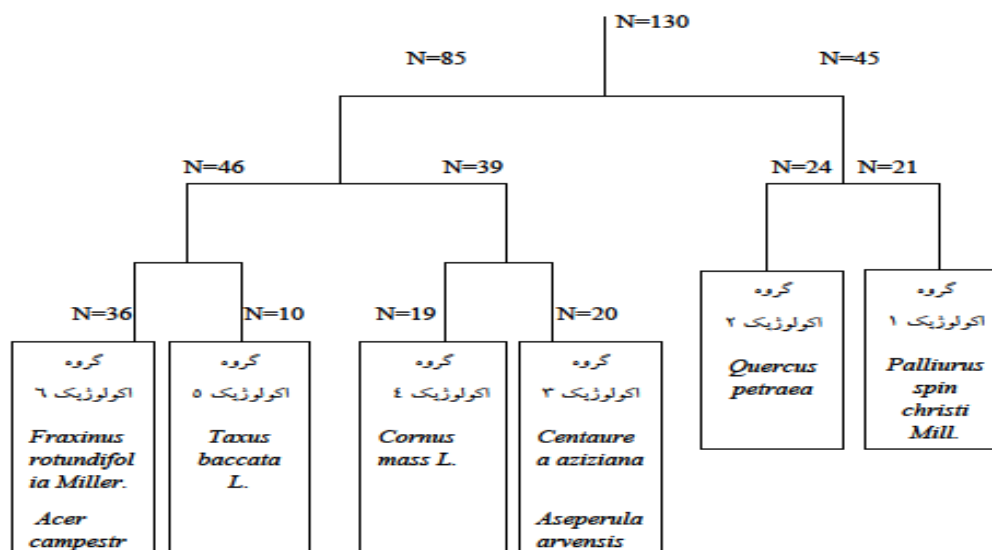 N=130
N=85
N=45
N=46
N=39
N=24
N=21
N=36
N=10
N=19
N=20
گروه
اکولوژیک ۱
Palliurus
spin
christi
Mill.
گروه
اکولوژیک ۲
Quercus
petraea
گروه
اکولوژیک ۳
Centaure
a aziziana
Aseperula
arvensis
گروه
اکولوژیک ٤
Cornus
mass L.
گروه
اکولوژیک ٥
Taxus
baccata
L.
گروه
اکولوژیک ٦
Fraxinus
rotundifol
ia Miller.
Acer
campestr